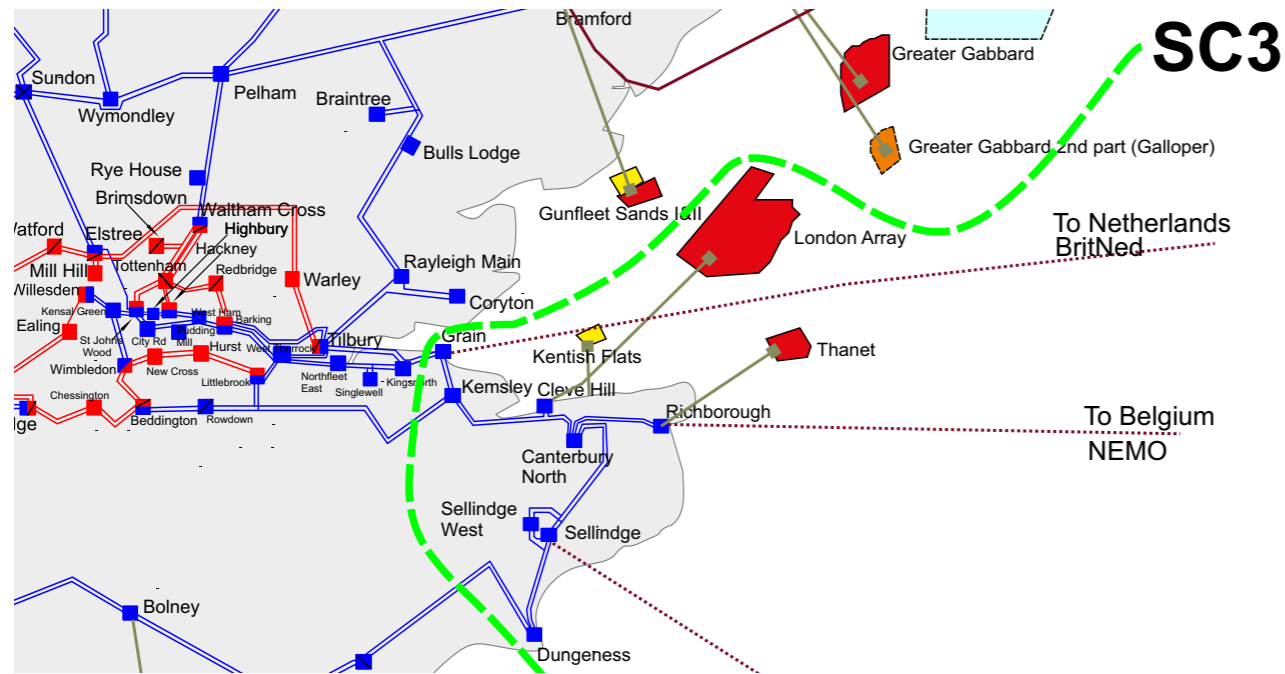 Bramford
SC3
Greater Gabbard
Sundon
Pelham
Braintree
Wymondley
Bulls Lodge
Greater Gabbard 2nd part (Galloper)
Rye House
Brimsdown
Waltham Cross
Gunfleet Sands I&II
To Netherlands
BritNed
Watford
Elstree
Highbury
London Array
Hackney
Mill Hill
Tottenham
Redbridge
Rayleigh Main
Warley
Willesden
Coryton
Kensal Green
West Ham
Barking
Ealing
St Johns
Wood
City Rd
Pudding
Mill
Hurst
West Thurrock
Tilbury
Grain
Kentish Flats
Thanet
Wimbledon
New Cross
Littlebrook
Northfleet
East
Singlewell
Kingsnorth
Kemsley
Cleve Hill
Chessington
Beddington
Rowdown
dge
Richborough
To Belgium
NEMO
Canterbury
North
Sellindge
West
Sellindge
Bolney
Dungeness